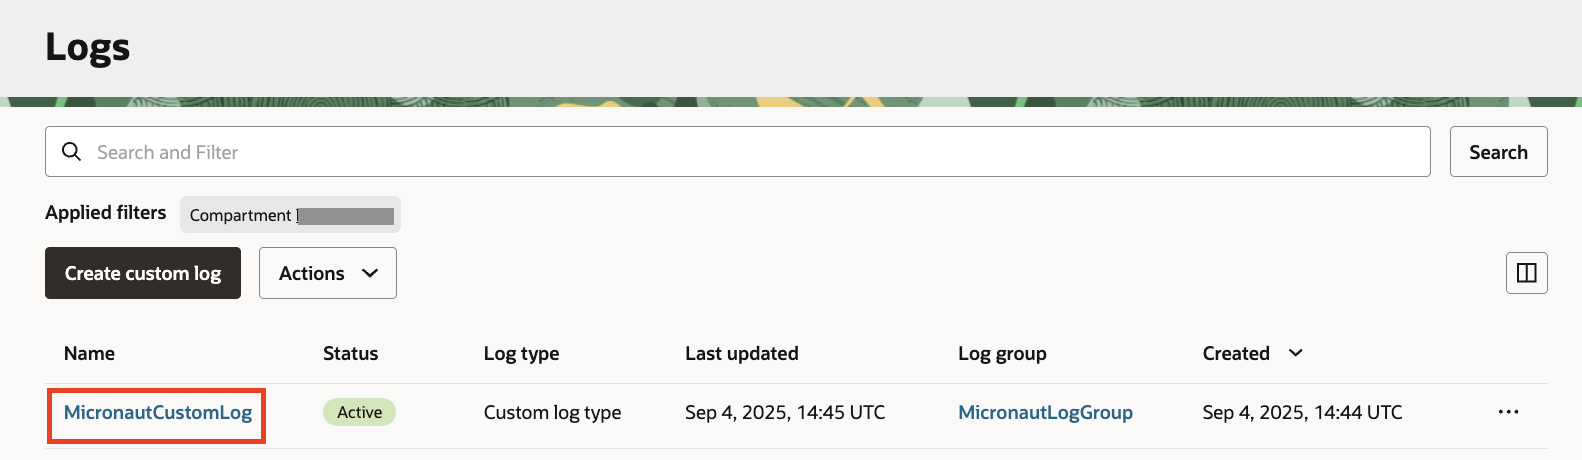 Logs
Search and Filter
Search
Applied filters
Compartment
Create custom log
Actions
Name Status Log type Last updated Log group Created
MicronautCustomLog Active Custom log type Sep 4, 2025, 14:45 UTC MicronautLogGroup Sep 4, 2025, 14:44 UTC